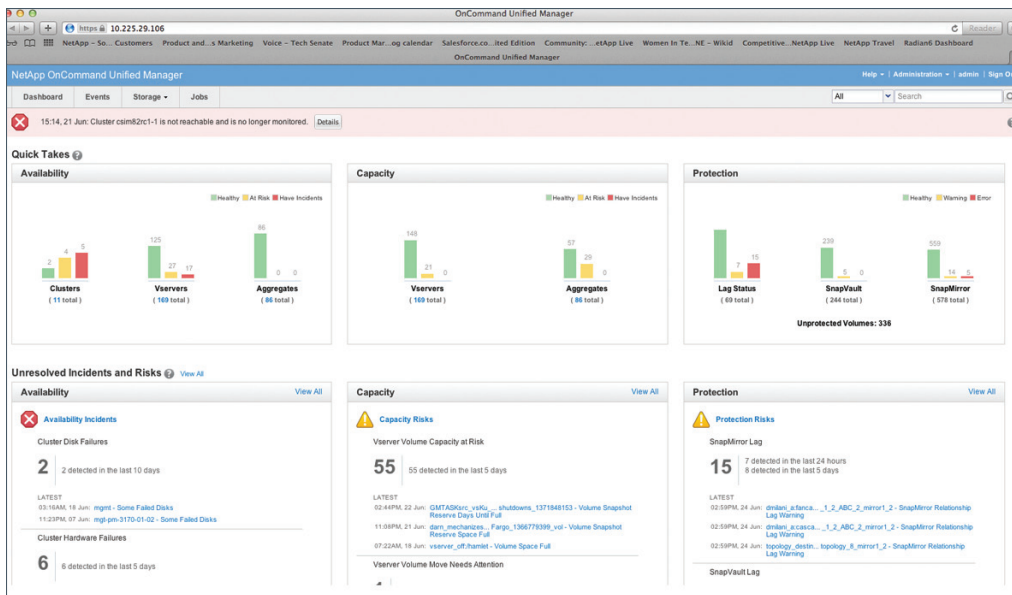 OnCommand Unified Manager
https 10.225.29.106
Reader
NetApp – So... Customers Product and...s Marketing Voice – Tech Senate Product Mar...og calendar Salesforce.co...ited Edition Community: ...etApp Live Women In Te...NE – Wikid Competitive...NetApp Live NetApp Travel Radian6 Dashboard
OnCommand Unified Manager
NetApp OnCommand Unified Manager
Help | Administration | admin | Sign
Dashboard Events Storage Jobs
All Search
15:14, 21 Jun: Cluster csim82rc1-1 is not reachable and is no longer monitored. Details
Quick Takes
Availability
Healthy At Risk Have Incidents
2 4 5
125 27 17
86 0 0
Clusters Vservers Aggregates
( 11 total ) ( 169 total ) ( 86 total )
Capacity
Healthy At Risk Have Incidents
148 21 0
57 29 0
Vservers Aggregates
( 169 total ) ( 86 total )
Protection
Healthy Warning Error
7 15
239 5 0
559 14 5
Lag Status SnapVault SnapMirror
( 69 total ) ( 244 total ) ( 578 total )
Unprotected Volumes: 336
Unresolved Incidents and Risks View All
Availability View All
Availability Incidents
Cluster Disk Failures
2 2 detected in the last 10 days
LATEST
03:16AM, 18 Jun: mgmt - Some Failed Disks
11:23PM, 07 Jun: mgt-pm-3170-01-02 - Some Failed Disks
Cluster Hardware Failures
6 6 detected in the last 5 days
Capacity View All
Capacity Risks
Vserver Volume Capacity at Risk
55 55 detected in the last 5 days
LATEST
02:44PM, 22 Jun: GMTASKsrc_vsKu_... shutdowns_1371848153 - Volume Snapshot
Reserve Days Until Full
11:08PM, 21 Jun: darn_mechanizes... Fargo_1366779399_vol - Volume Snapshot
Reserve Space Full
07:22AM, 19 Jun: vserver_off:/hamlet - Volume Space Full
Vserver Volume Move Needs Attention
Protection View All
Protection Risks
SnapMirror Lag
15 7 detected in the last 24 hours
8 detected in the last 5 days
LATEST
02:59PM, 24 Jun: dmilani_a:fanca... _1_2_ABC_2_mirror1_2 - SnapMirror Relationship
Lag Warning
02:59PM, 24 Jun: dmilani_a:casca... _1_2_ABC_2_mirror1_2 - SnapMirror Relationship
Lag Warning
02:59PM, 24 Jun: topology_destin... topology_6_mirror1_2 - SnapMirror Relationship
Lag Warning
SnapVault Lag